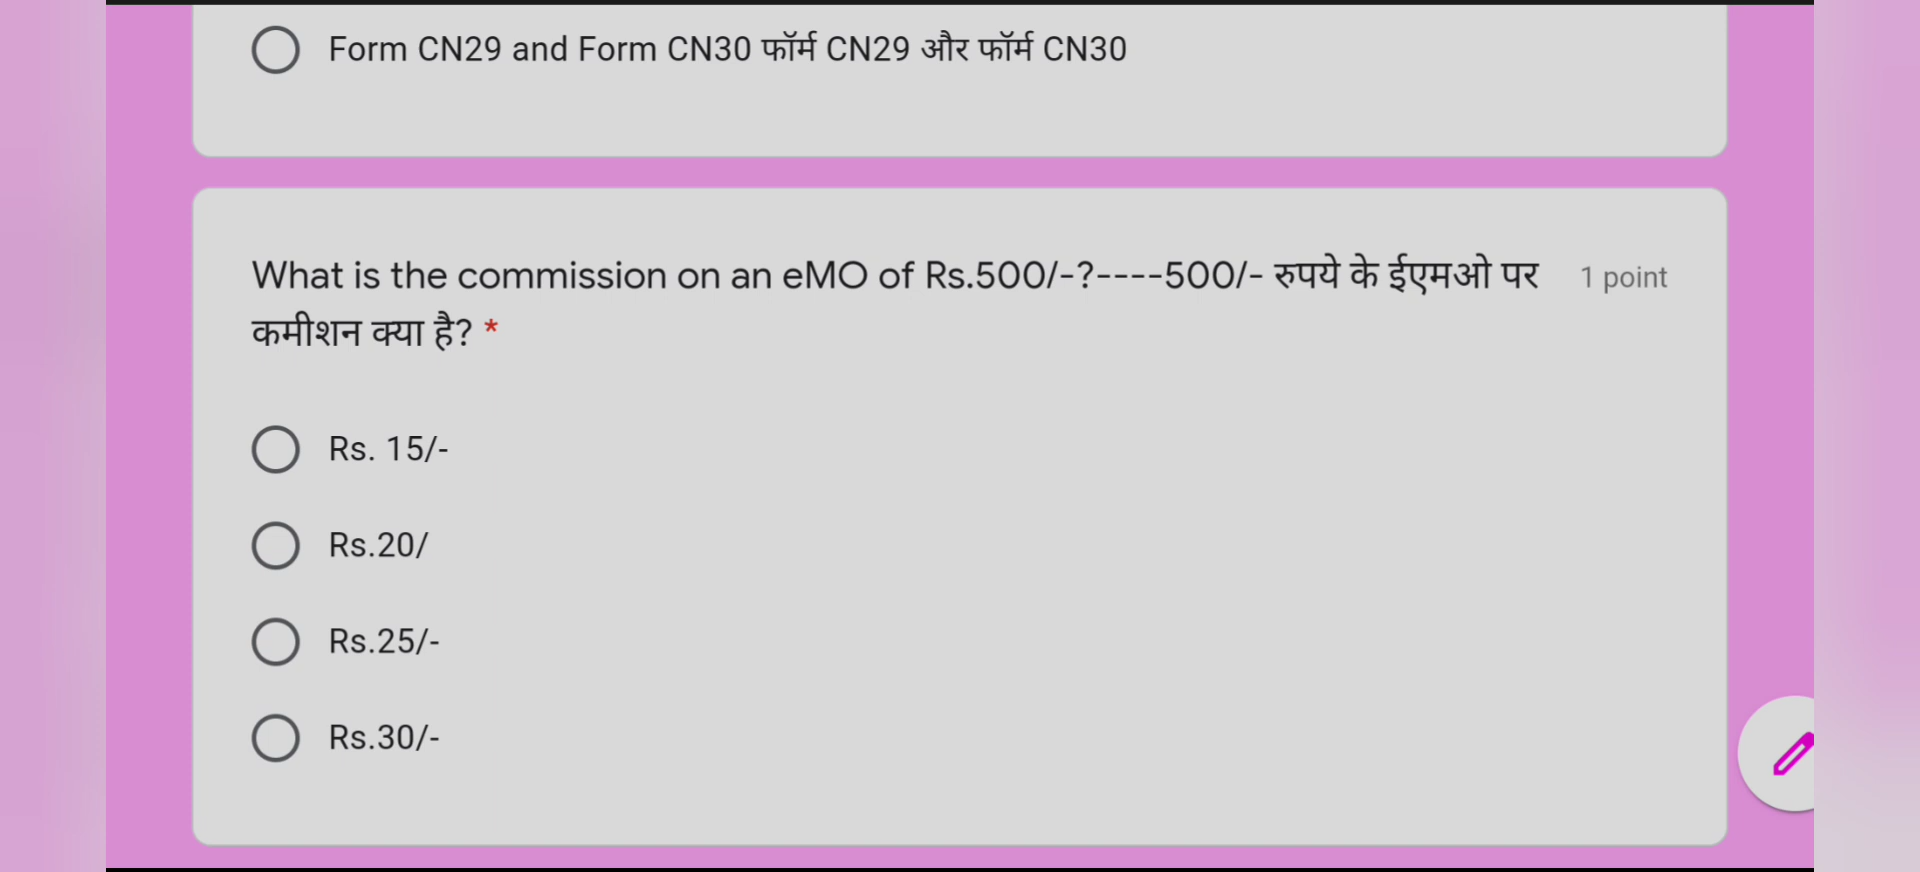 Form CN29 and Form CN30 फॉर्म CN29 और फॉर्म CN30
What is the commission on an eMO of Rs.500/-?----500/- रुपये के ईएमओ पर 1 point
कमीशन क्या है? *
Rs. 15/-
Rs.20/
Rs.25/-
Rs.30/-